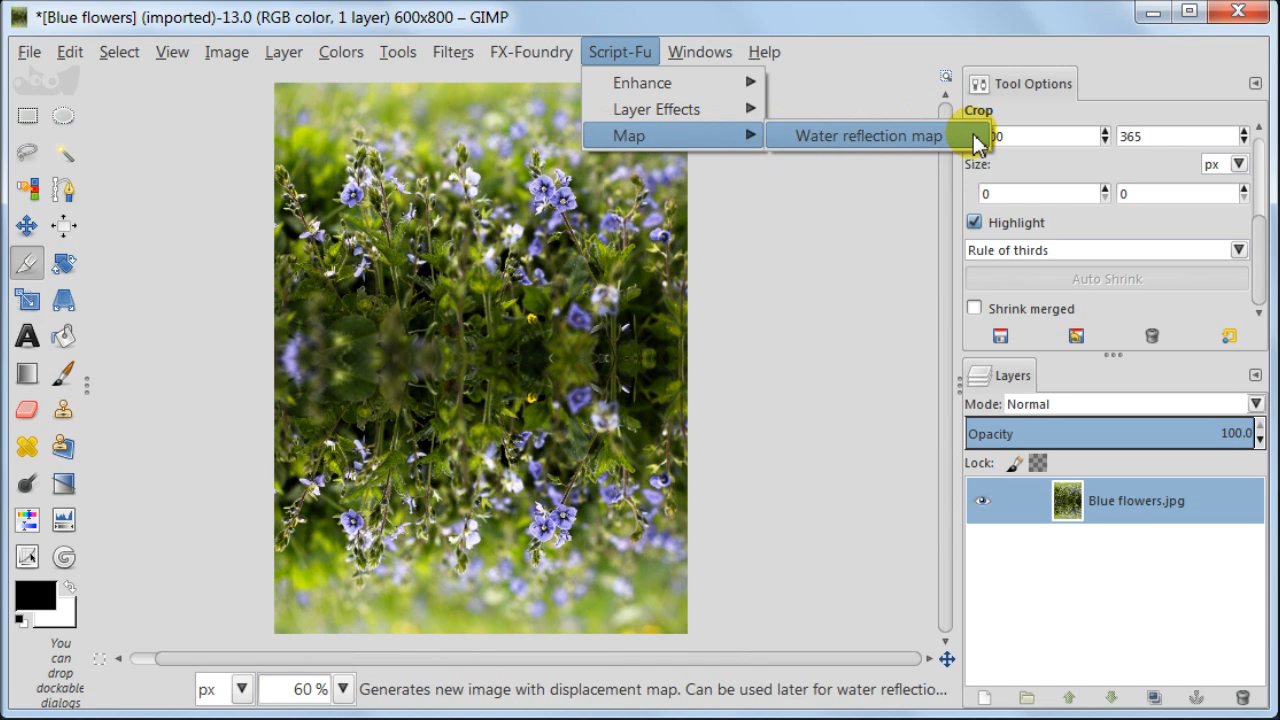 *[Blue flowers] (imported)-13.0 (RGB color, 1 layer) 600x800 – GIMP
File Edit Select View Image Layer Colors Tools Filters FX-Foundry Script-Fu Windows Help
Enhance
Layer Effects
Map
Water reflection map
Tool Options
Crop
365
Size:
px
0 0
Highlight
Rule of thirds
Auto Shrink
Shrink merged
Layers
Mode: Normal
Opacity 100.0
Lock:
Blue flowers.jpg
You
can
drop
dockable
dialogs
px 60 % Generates new image with displacement map. Can be used later for water reflectio...